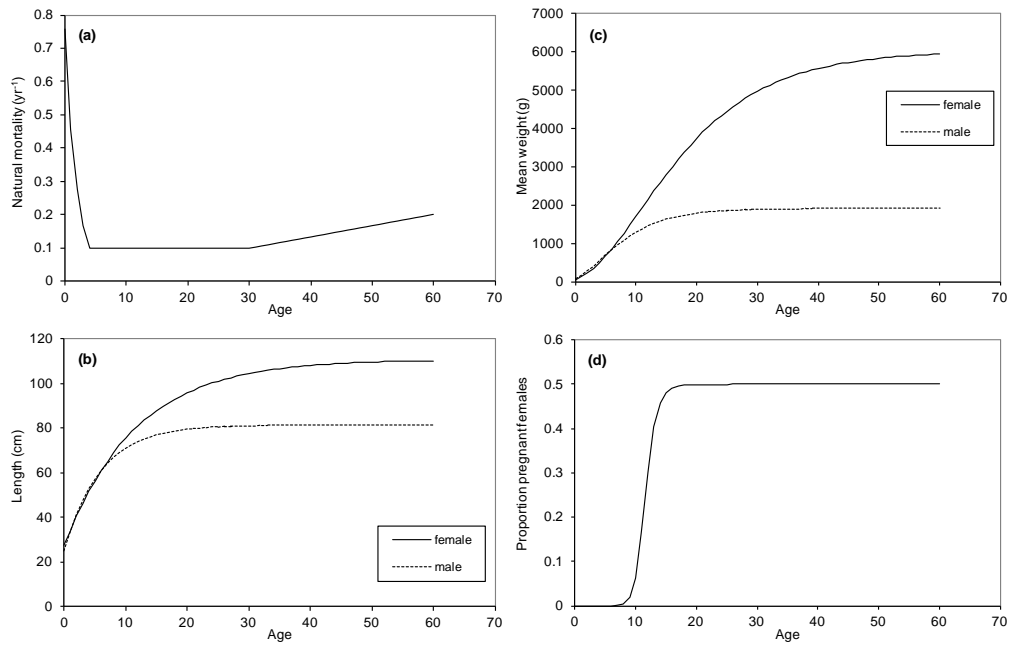 (a)
0.8
0.7
0.6
0.5
0.4
0.3
0.2
0.1
0
Natural mortality (yr⁻¹)
0 10 20 30 40 50 60 70
Age
(c)
7000
6000
5000
4000
3000
2000
1000
0
Mean weight (g)
female
male
0 10 20 30 40 50 60 70
Age
(b)
120
100
80
60
40
20
0
Length (cm)
female
male
0 10 20 30 40 50 60 70
Age
(d)
0.6
0.5
0.4
0.3
0.2
0.1
0
Proportion pregnant females
0 10 20 30 40 50 60 70
Age